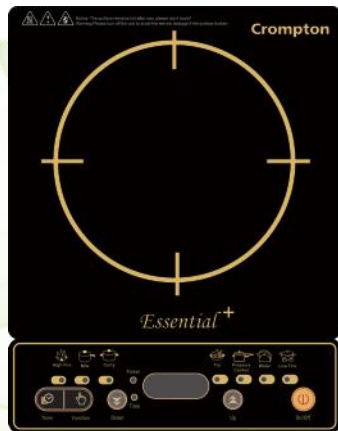 Crompton
Essential+
High Fire
Milk
Curry
Power
Time
Fry
Pressure Cooker
Water
Low Fire
Timer
Function
Down
Up
On/Off